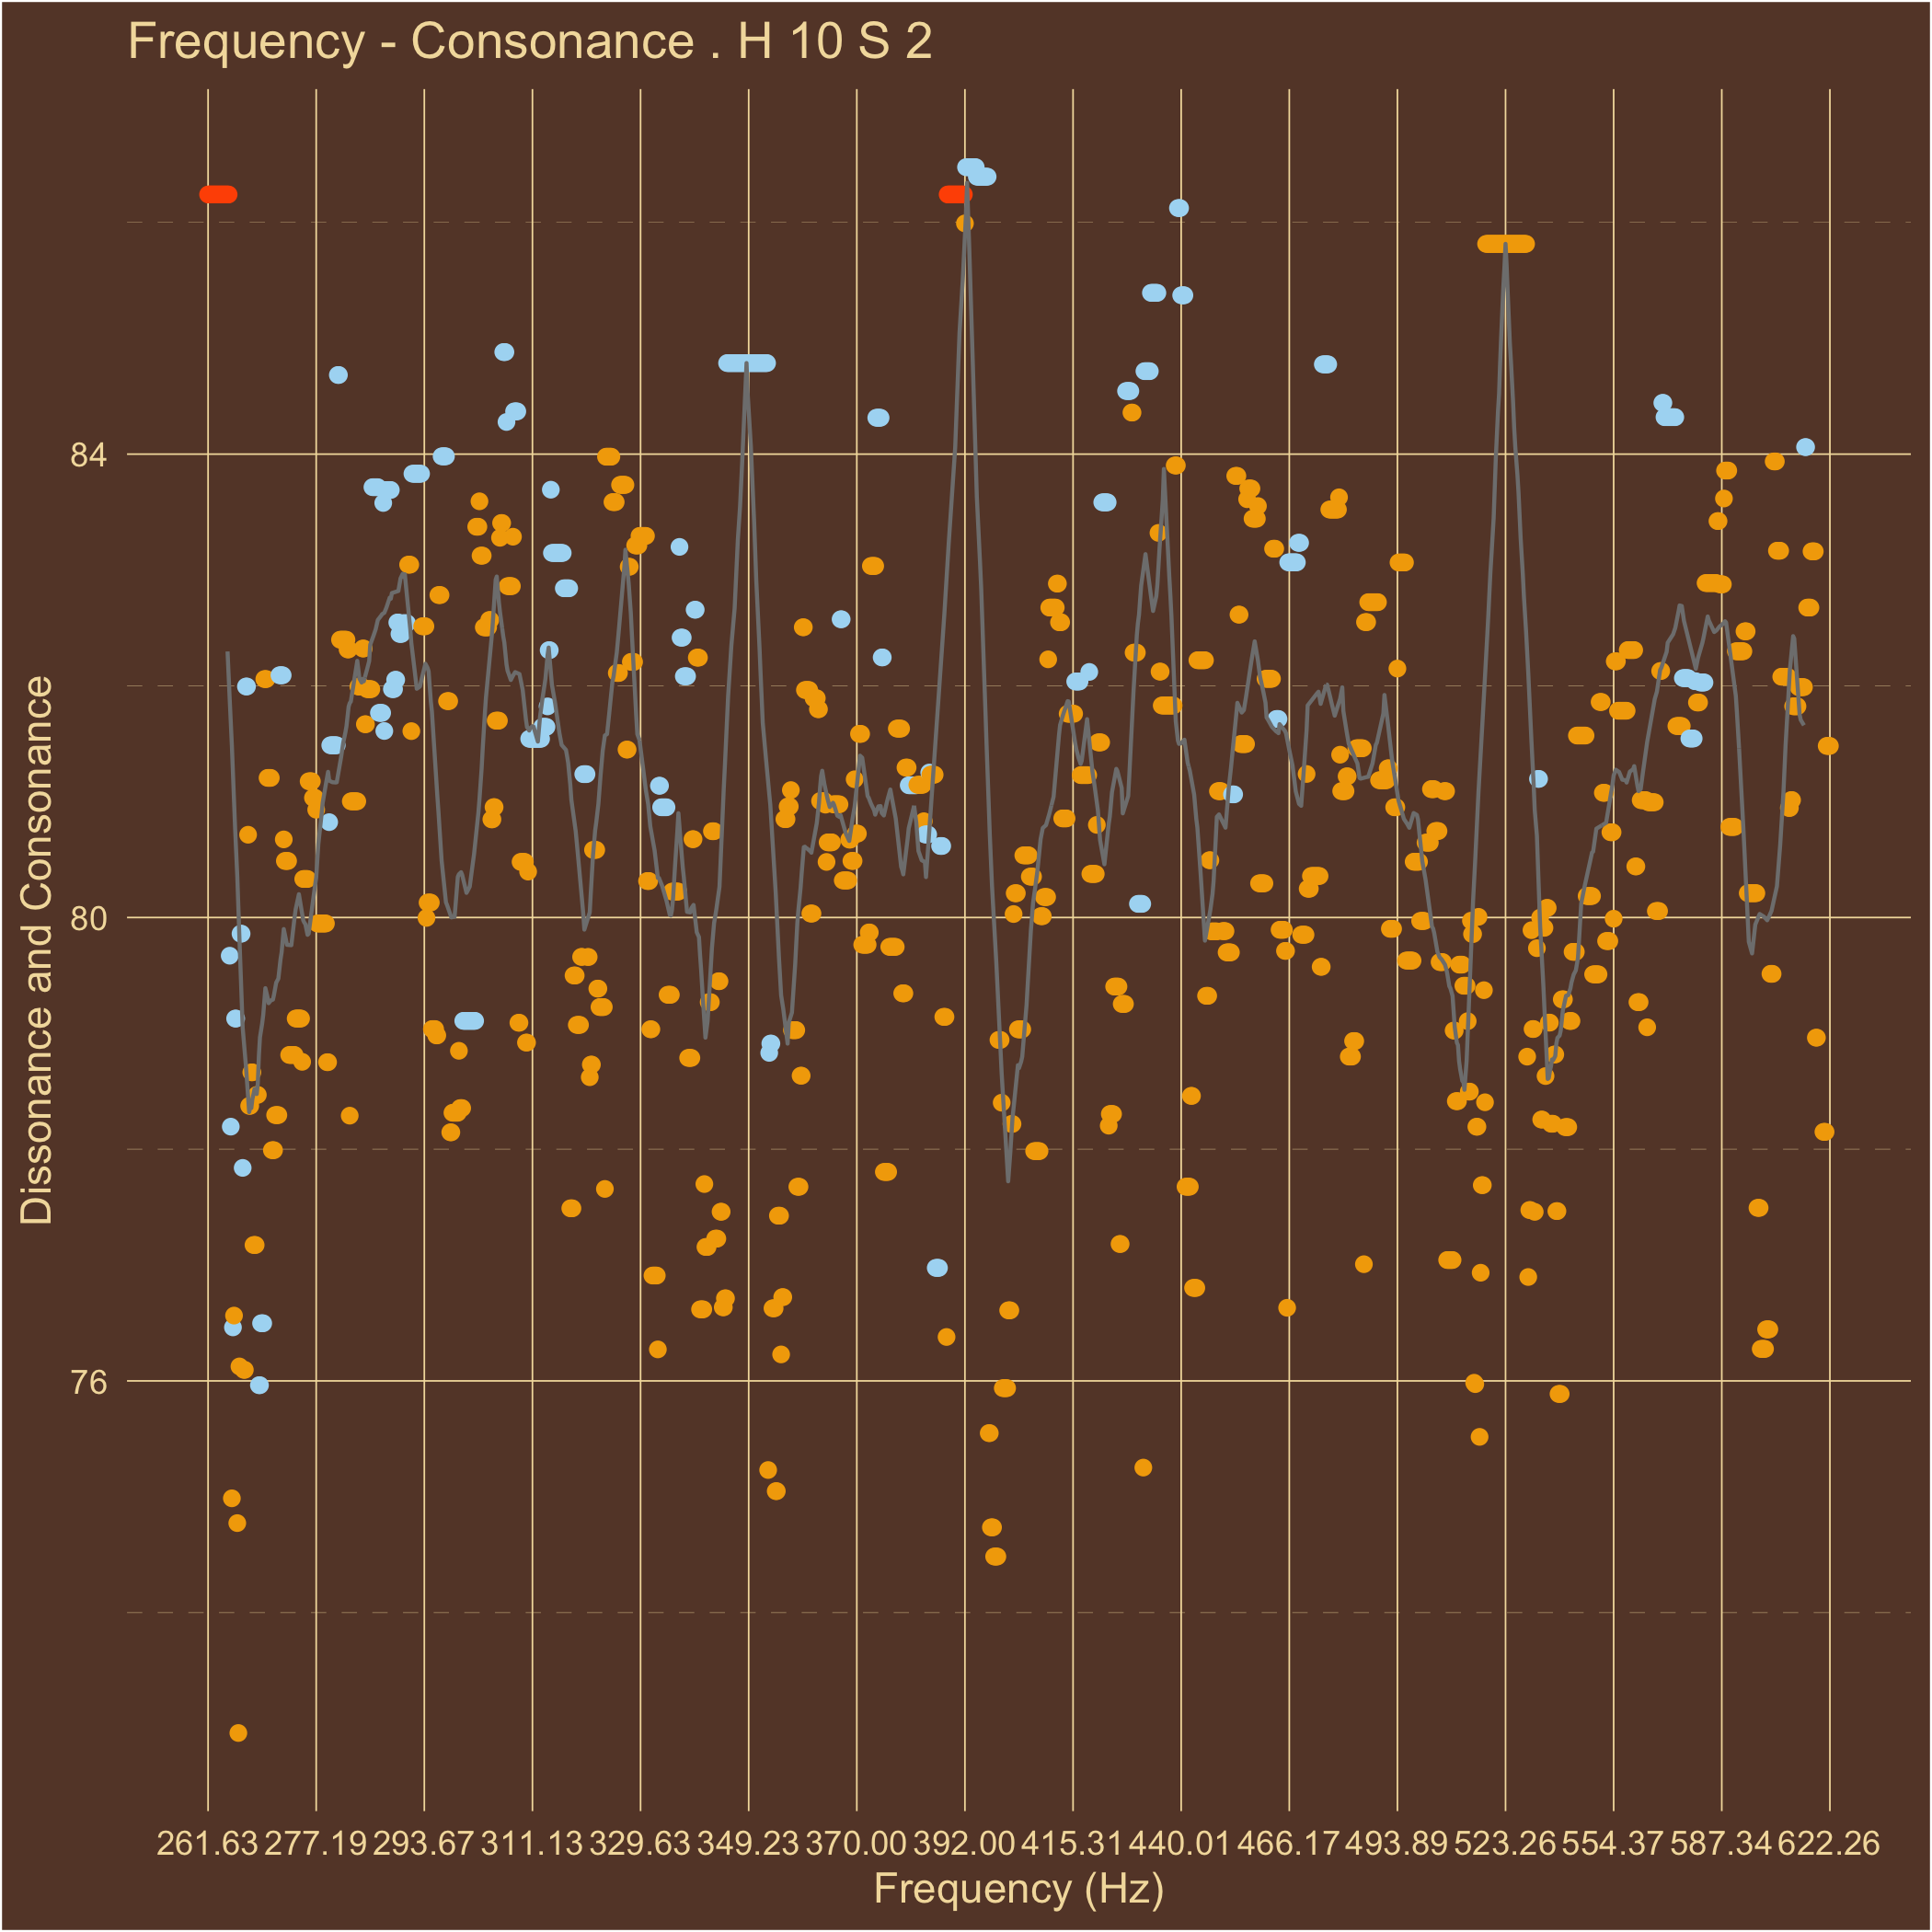 Frequency - Consonance . H 10 S 2
Dissonance and Consonance
84
80
76
261.63 277.19 293.67 311.13 329.63 349.23 370.00 392.00 415.31 440.01 466.17 493.89 523.26 554.37 587.34 622.26
Frequency (Hz)